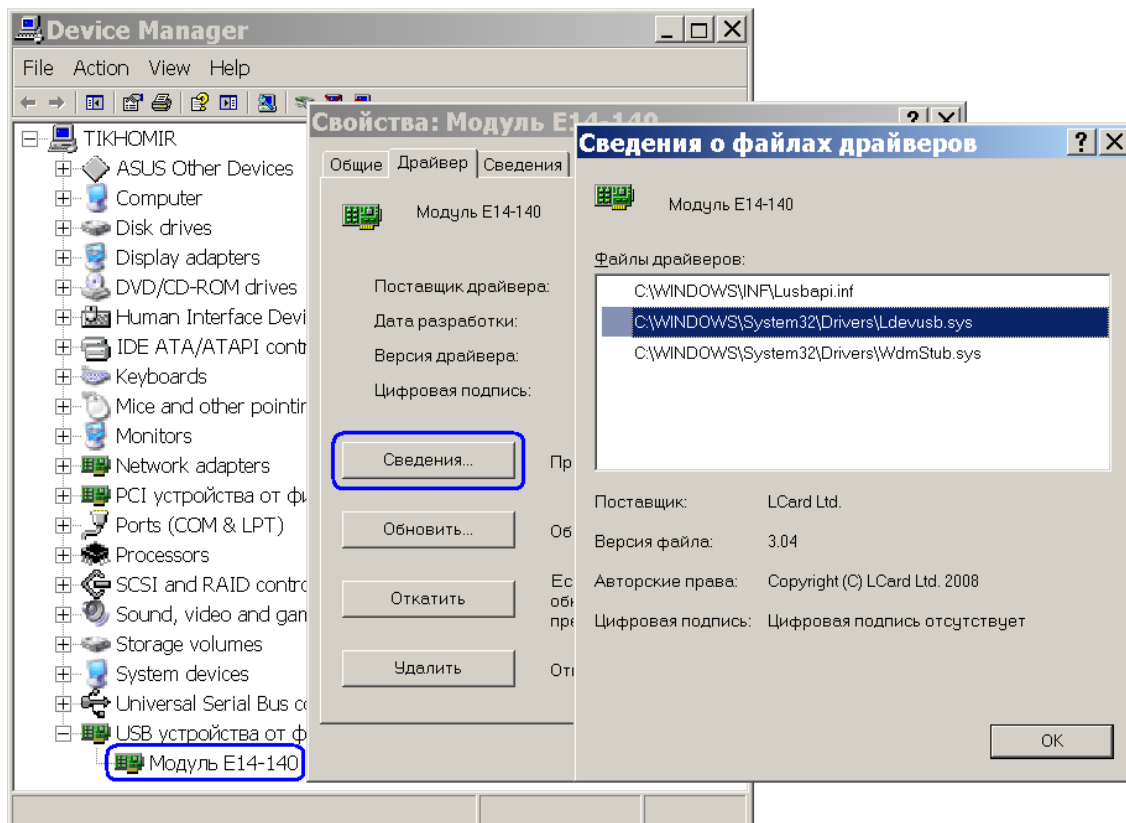 Device Manager
File Action View Help
TIKHOMIR
ASUS Other Devices
Computer
Disk drives
Display adapters
DVD/CD-ROM drives
Human Interface Devi
IDE ATA/ATAPI cont
Keyboards
Mice and other pointin
Monitors
Network adapters
PCI устройства от ф
Ports (COM & LPT)
Processors
SCSI and RAID contro
Sound, video and gam
Storage volumes
System devices
Universal Serial Bus co
USB устройства от ф
Модуль E14-140
Свойства: Модуль E14-140
Общие Драйвер Сведения
Модуль E14-140
Поставщик драйвера:
Дата разработки:
Версия драйвера:
Цифровая подпись:
Сведения... Пр
Обновить... Об
Откатить Ес
обн
пре
Удалить От
Сведения о файлах драйверов
Модуль E14-140
Файлы драйверов:
C:\WINDOWS\INF\Lusbapi.inf
C:\WINDOWS\System32\Drivers\Ldevusb.sys
C:\WINDOWS\System32\Drivers\WdmStub.sys
Поставщик: LCard Ltd.
Версия файла: 3.04
Авторские права: Copyright (C) LCard Ltd. 2008
Цифровая подпись: Цифровая подпись отсутствует
OK